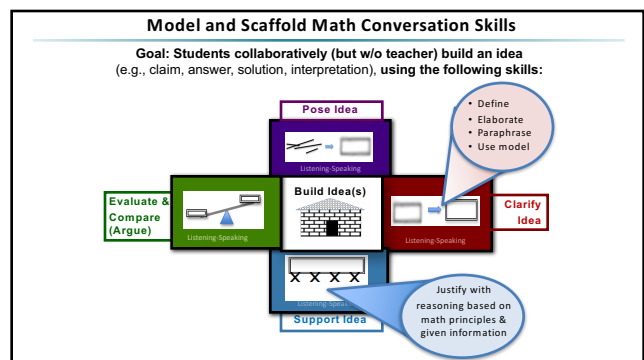 Model and Scaffold Math Conversation Skills
Goal: Students collaboratively (but w/o teacher) build an idea
(e.g., claim, answer, solution, interpretation), using the following skills:
Pose Idea
Listening-Speaking
• Define
• Elaborate
• Paraphrase
• Use model
Evaluate &
Compare
(Argue)
Listening-Speaking
Build Idea(s)
Listening-Speaking
Clarify
Idea
X X X X
Listening-Speaking
Support Idea
Justify with
reasoning based on
math principles &
given information